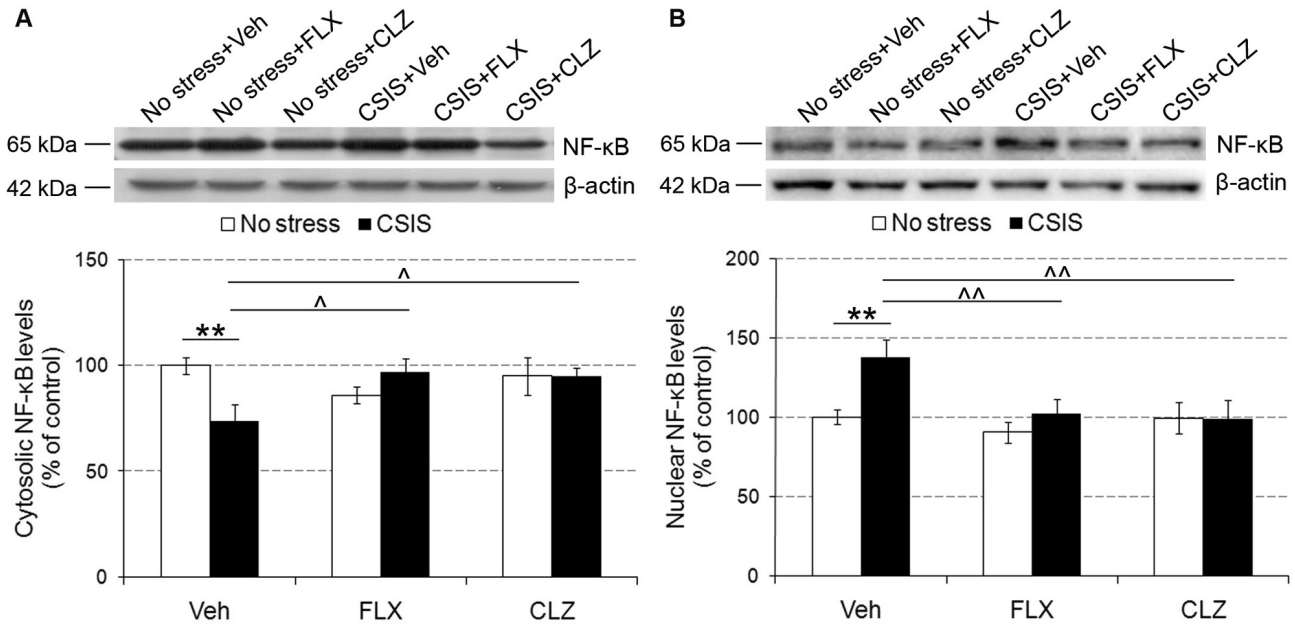 A
No stress+Veh
No stress+FLX
No stress+CLZ
CSIS+Veh
CSIS+FLX
CSIS+CLZ
65 kDa
NF-κB
42 kDa
β-actin
No stress CSIS
Cytosolic NF-κB levels
(% of control)
150
100
50
0
^
^
**
Veh FLX CLZ
B
No stress+Veh
No stress+FLX
No stress+CLZ
CSIS+Veh
CSIS+FLX
CSIS+CLZ
65 kDa
NF-κB
42 kDa
β-actin
No stress CSIS
Nuclear NF-κB levels
(% of control)
200
150
100
50
0
^^
^^
**
Veh FLX CLZ